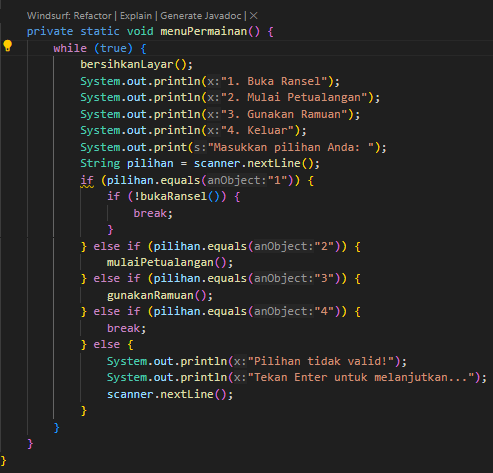 Windsurf: Refactor | Explain | Generate Javadoc | ×
private static void menuPermainan() {
while (true) {
bersihkanLayar();
System.out.println(x:"1. Buka Ransel");
System.out.println(x:"2. Mulai Petualangan");
System.out.println(x:"3. Gunakan Ramuan");
System.out.println(x:"4. Keluar");
System.out.print(s:"Masukkan pilihan Anda: ");
String pilihan = scanner.nextLine();
if (pilihan.equals(anObject:"1")) {
if (!bukaRansel()) {
break;
}
} else if (pilihan.equals(anObject:"2")) {
mulaiPetualangan();
} else if (pilihan.equals(anObject:"3")) {
gunakanRamuan();
} else if (pilihan.equals(anObject:"4")) {
break;
} else {
System.out.println(x:"Pilihan tidak valid!");
System.out.println(x:"Tekan Enter untuk melanjutkan...");
scanner.nextLine();
}
}
}
}